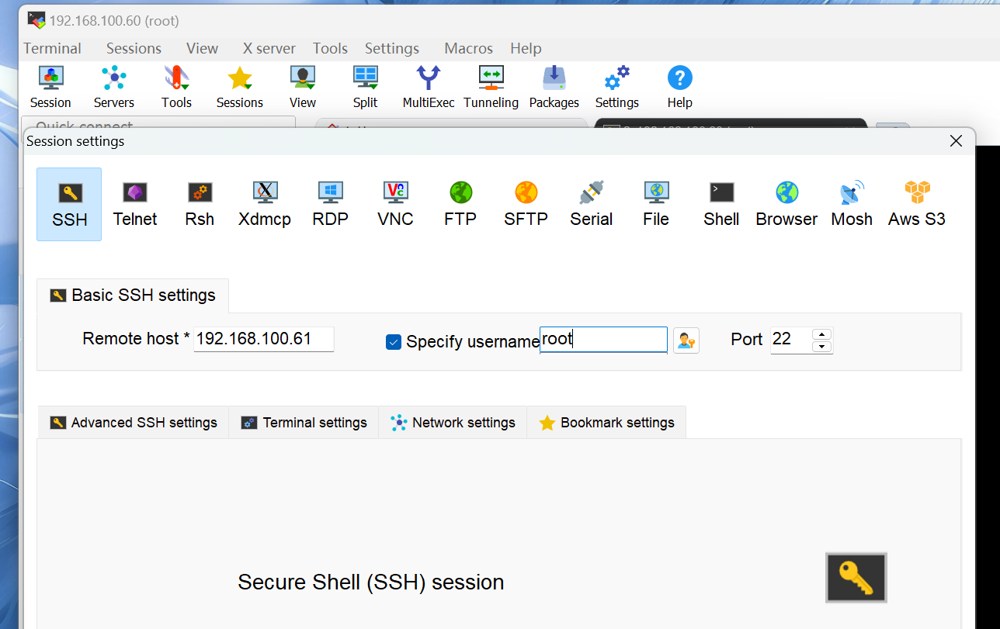 192.168.100.60 (root)
Terminal Sessions View X server Tools Settings Macros Help
Session Servers Tools Sessions View Split MultiExec Tunneling Packages Settings Help
Quick connect
Session settings
SSH Telnet Rsh Xdmcp RDP VNC FTP SFTP Serial File Shell Browser Mosh Aws S3
Basic SSH settings
Remote host * 192.168.100.61 Specify username root Port 22
Advanced SSH settings Terminal settings Network settings Bookmark settings
Secure Shell (SSH) session